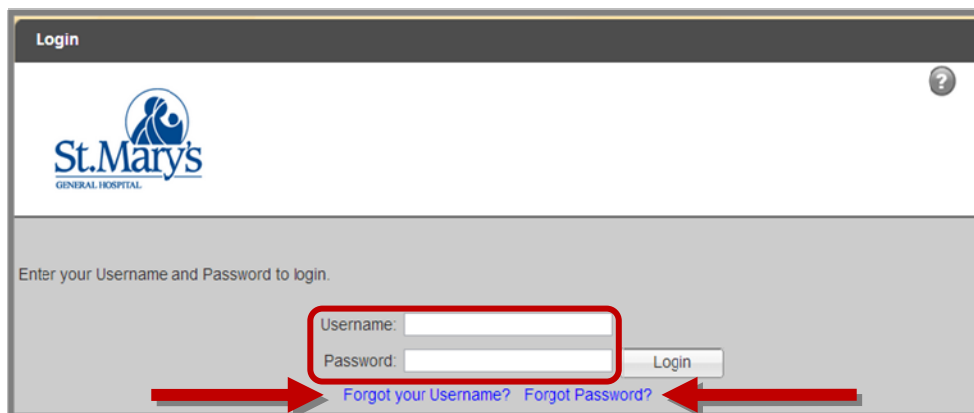 Login
?
St.Mary's
GENERAL HOSPITAL
Enter your Username and Password to login.
Username:
Password:
Login
Forgot your Username? Forgot Password?